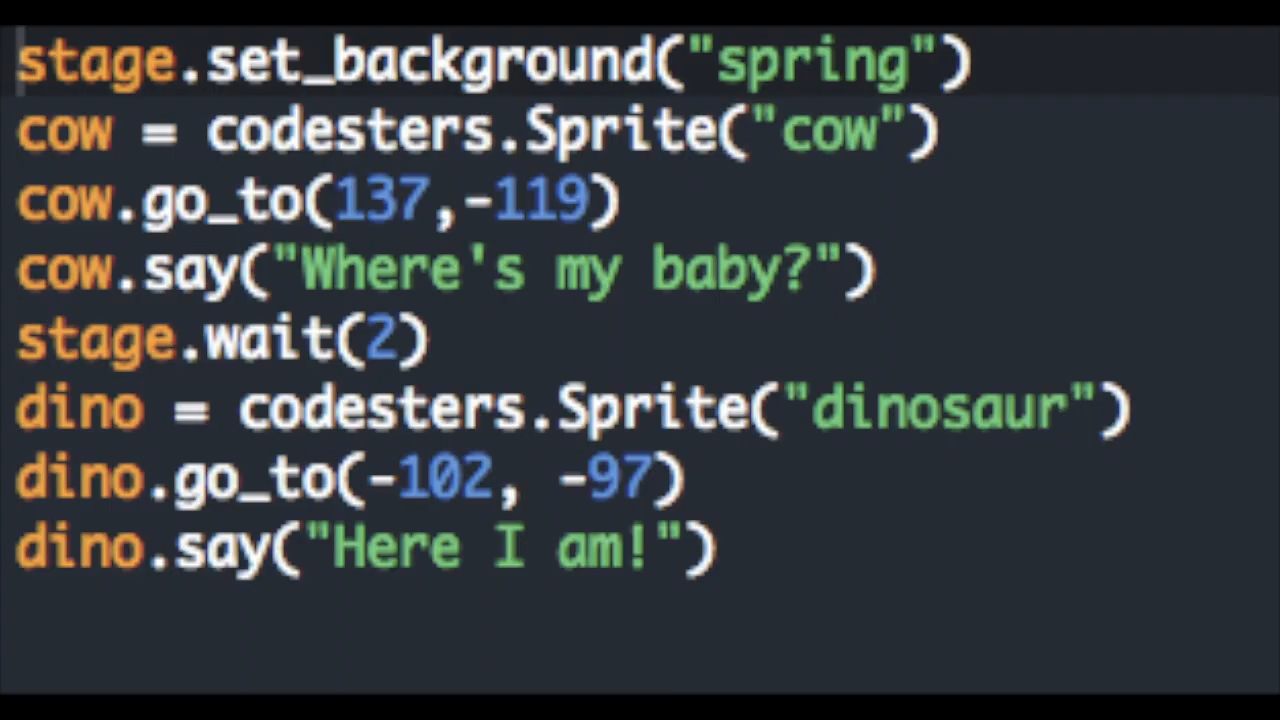 stage.set_background("spring")
cow = codesters.Sprite("cow")
cow.go_to(137,-119)
cow.say("Where's my baby?")
stage.wait(2)
dino = codesters.Sprite("dinosaur")
dino.go_to(-102, -97)
dino.say("Here I am!")